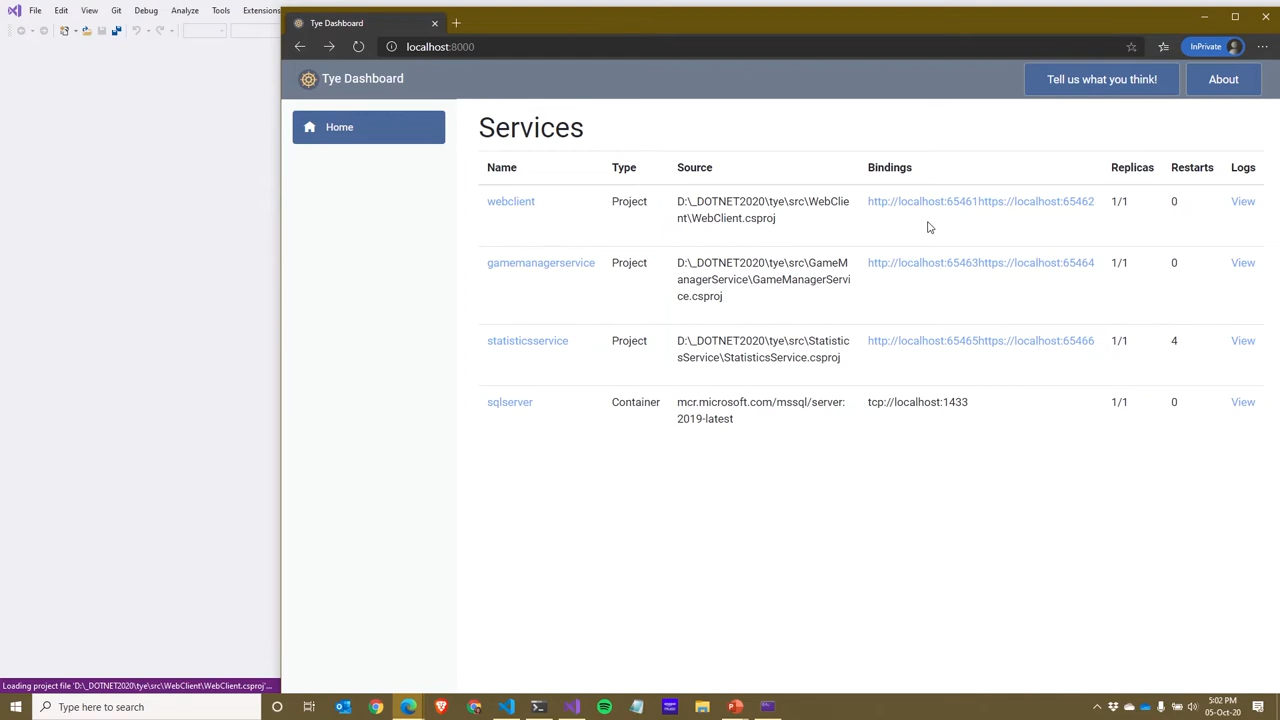 File Edit View Git Debug Analyze Tools Extensions
Tye Dashboard
localhost:8000
InPrivate
Tye Dashboard
Tell us what you think!
About
Home
Services
Name Type Source Bindings Replicas Restarts Logs
webclient Project D:\_DOTNET2020\tye\src\WebClie http://localhost:65461https://localhost:65462 1/1 0 View
nt\WebClient.csproj
gamemanagerservice Project D:\_DOTNET2020\tye\src\GameM http://localhost:65463https://localhost:65464 1/1 0 View
anagerService\GameManagerServi
ce.csproj
statisticsservice Project D:\_DOTNET2020\tye\src\Statistic http://localhost:65465https://localhost:65466 1/1 4 View
sService\StatisticsService.csproj
sqlserver Container mcr.microsoft.com/mssql/server: tcp://localhost:1433 1/1 0 View
2019-latest
Loading project file 'D:\_DOTNET2020\tye\src\WebClient\WebClient.csproj'...
Type here to search
5:02 PM
05-Oct-20